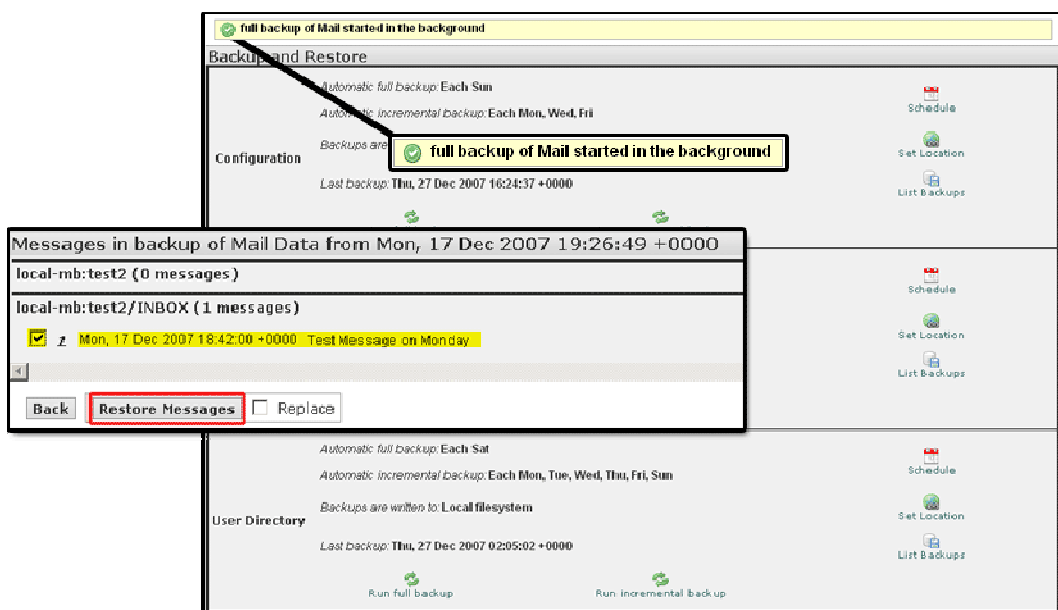 full backup of Mail started in the background
Backup and Restore
Automatic full backup: Each Sun
Schedule
Automatic incremental backup: Each Mon, Wed, Fri
Backups are
full backup of Mail started in the background
Set Location
Configuration
Last backup: Thu, 27 Dec 2007 16:24:37 +0000
List Backups
Messages in backup of Mail Data from Mon, 17 Dec 2007 19:26:49 +0000
local-mb:test2 (0 messages)
local-mb:test2/INBOX (1 messages)
Mon, 17 Dec 2007 18:42:00 +0000 Test Message on Monday
Back Restore Messages Replace
Schedule
Set Location
List Backups
Automatic full backup: Each Sat
Schedule
Automatic incremental backup: Each Mon, Tue, Wed, Thu, Fri, Sun
Backups are written to: Local filesystem
Set Location
User Directory
Last backup: Thu, 27 Dec 2007 02:05:02 +0000
List Backups
Run full backup Run incremental backup